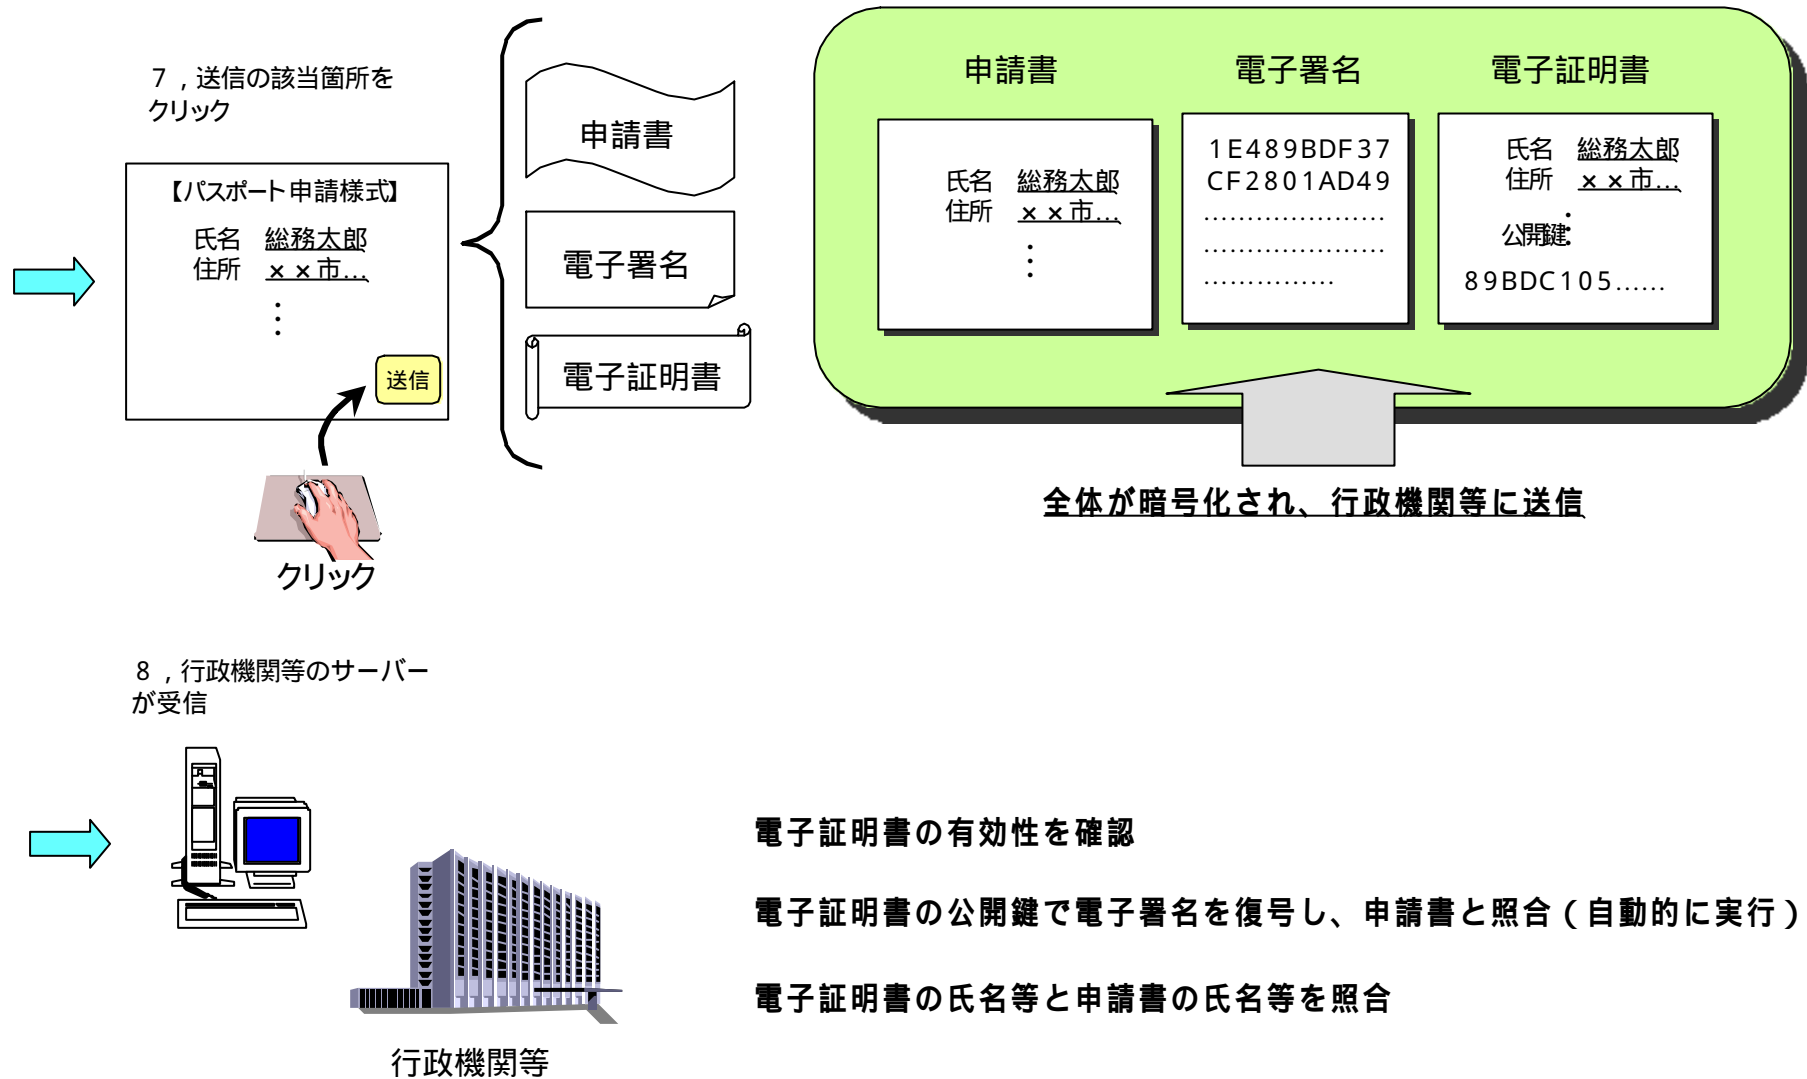 7，送信の該当箇所を
クリック
【パスポート申請様式】
氏名　総務太郎
住所　××市…
⋮
送信
クリック
申請書
電子署名
電子証明書
申請書
氏名　総務太郎
住所　××市…
⋮
電子署名
1E489BDF37
CF2801AD49
…………………
…………………
……………
電子証明書
氏名　総務太郎
住所　××市…
⋮
公開鍵
89BDC105……
全体が暗号化され、行政機関等に送信
8，行政機関等のサーバー
が受信
行政機関等
電子証明書の有効性を確認
電子証明書の公開鍵で電子署名を復号し、申請書と照合（自動的に実行）
電子証明書の氏名等と申請書の氏名等を照合